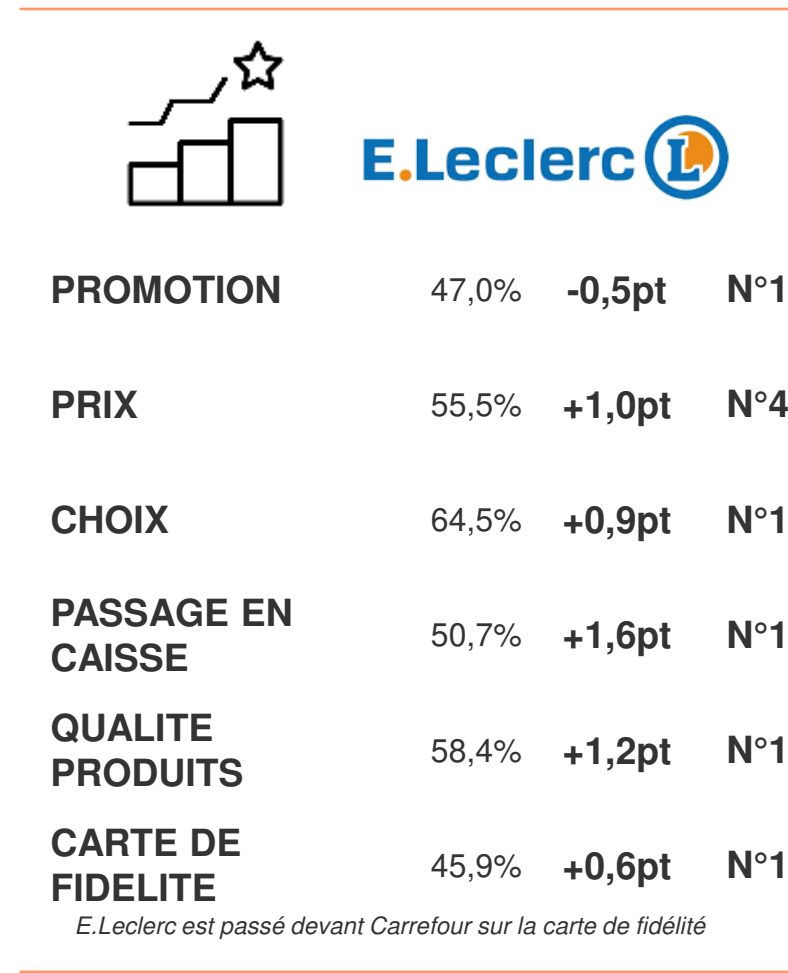 E.Leclerc L
PROMOTION 47,0% -0,5pt N°1
PRIX 55,5% +1,0pt N°4
CHOIX 64,5% +0,9pt N°1
PASSAGE EN
CAISSE 50,7% +1,6pt N°1
QUALITE
PRODUITS 58,4% +1,2pt N°1
CARTE DE
FIDELITE 45,9% +0,6pt N°1
E.Leclerc est passé devant Carrefour sur la carte de fidélité